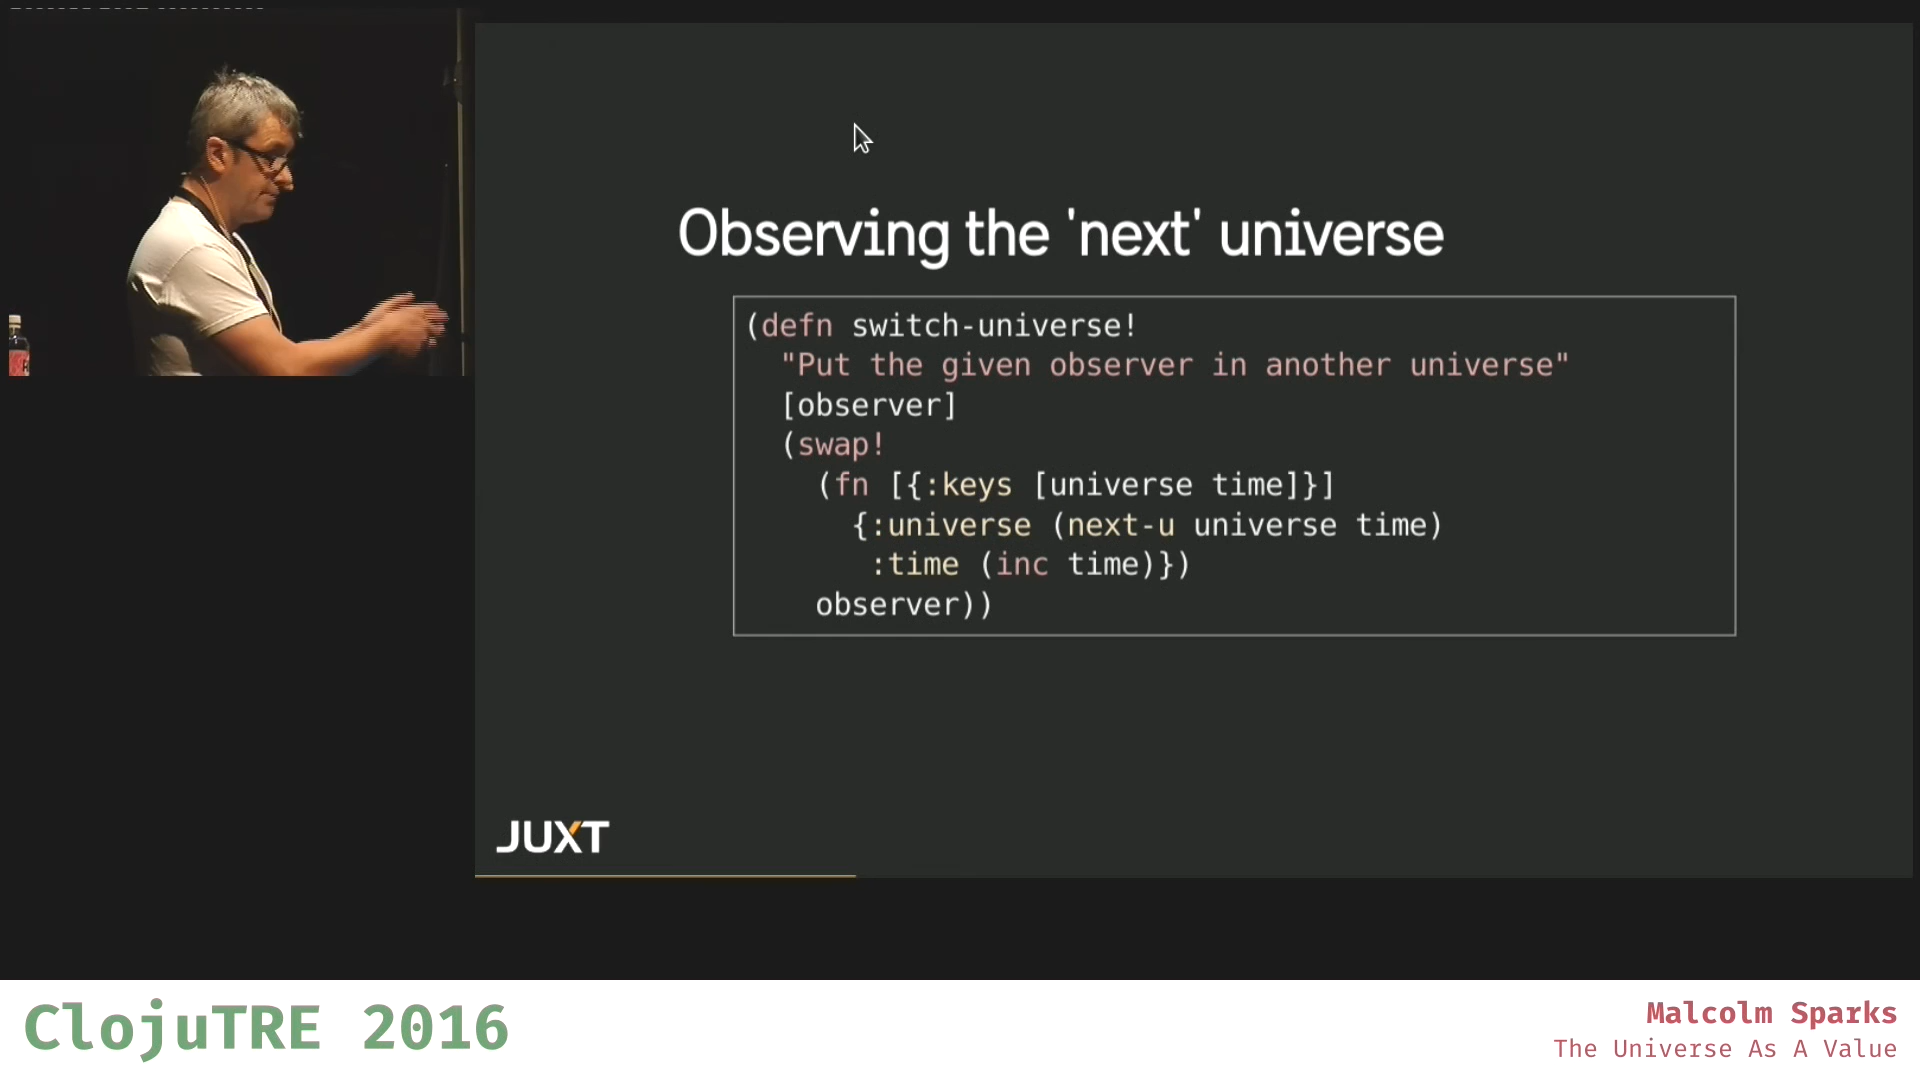 Observing the 'next' universe
(defn switch-universe!
  "Put the given observer in another universe"
  [observer]
  (swap!
    (fn [{:keys [universe time]}]
      {:universe (next-u universe time)
       :time (inc time)})
    observer))
JUXT
ClojuTRE 2016
Malcolm Sparks
The Universe As A Value